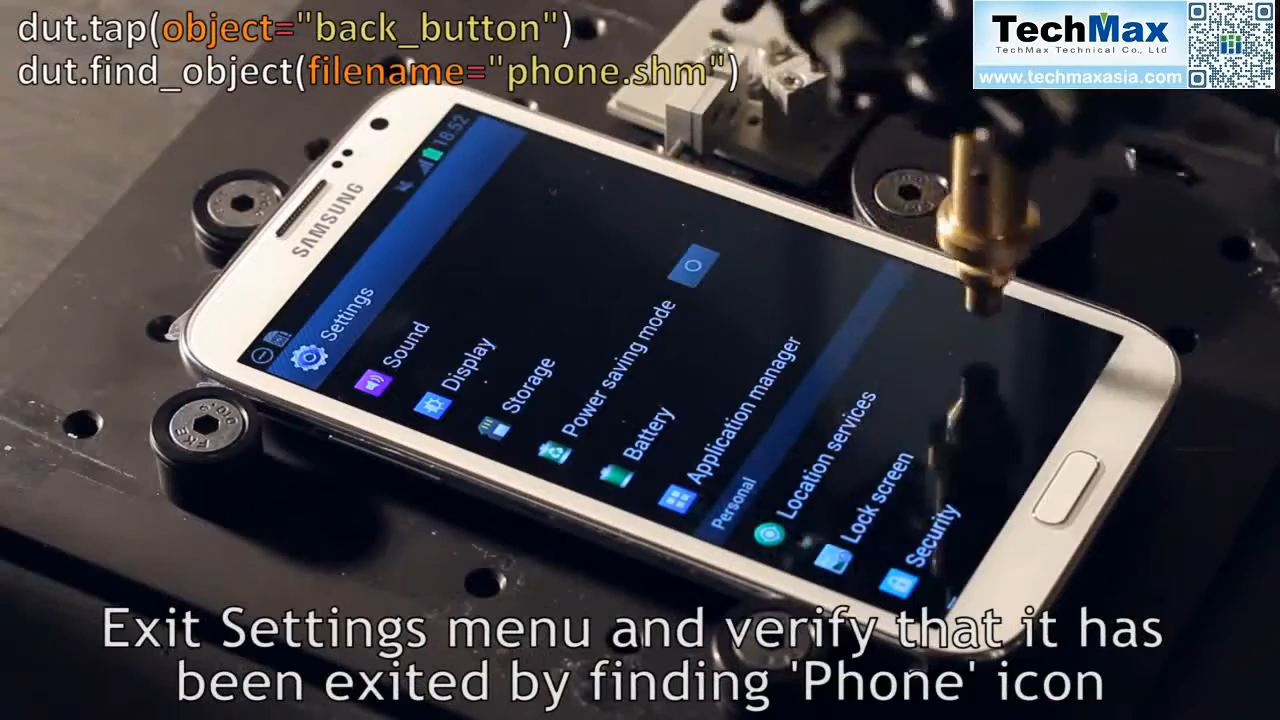 dut.tap(object="back_button")
dut.find_object(filename="phone.shm")
TechMax
TechMax Technical Co., Ltd
www.techmaxasia.com
18:52
SAMSUNG
Settings
Sound
Display
Storage
Power saving mode
Battery
Application manager
Personal
Location services
Lock screen
Security
Exit Settings menu and verify that it has
been exited by finding 'Phone' icon